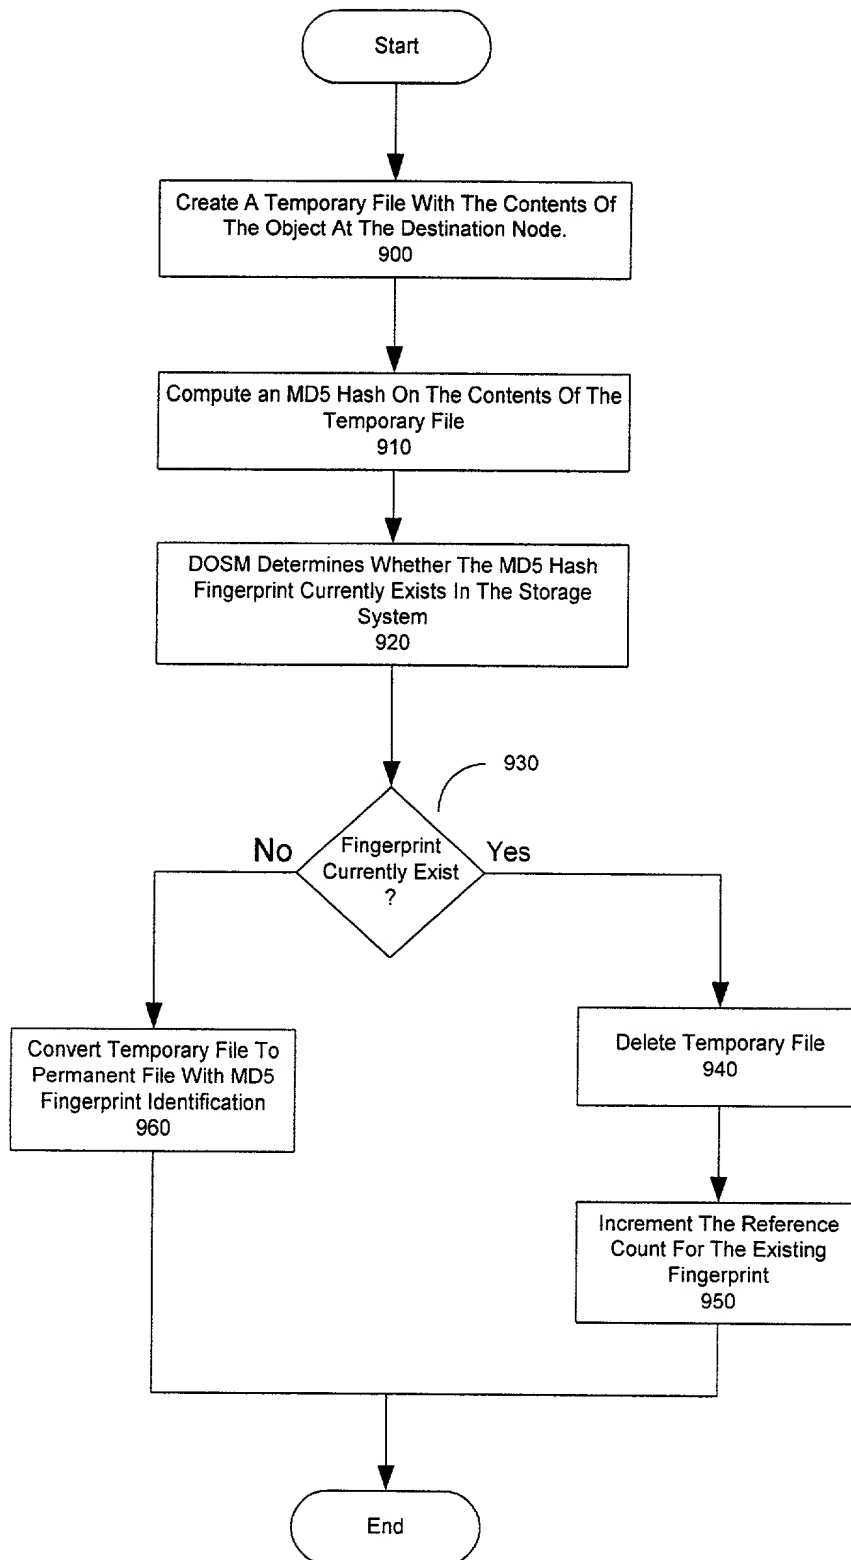 Start
Create A Temporary File With The Contents Of
The Object At The Destination Node.
900
Compute an MD5 Hash On The Contents Of The
Temporary File
910
DOSM Determines Whether The MD5 Hash
Fingerprint Currently Exists In The Storage
System
920
930
Fingerprint
Currently Exist
?
No
Yes
Convert Temporary File To
Permanent File With MD5
Fingerprint Identification
960
Delete Temporary File
940
Increment The Reference
Count For The Existing
Fingerprint
950
End